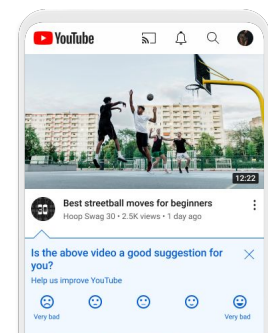 YouTube
12:22
Best streetball moves for beginners
Hoop Swag 30 • 2.5K views • 1 day ago
Is the above video a good suggestion for
you?
Help us improve YouTube
Very bad
Very bad